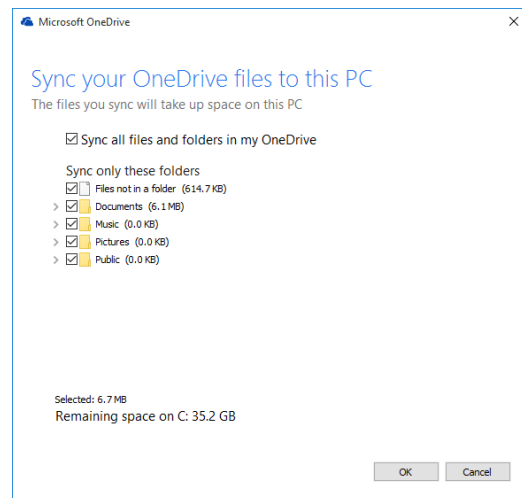 Microsoft OneDrive
Sync your OneDrive files to this PC
The files you sync will take up space on this PC
Sync all files and folders in my OneDrive
Sync only these folders
Files not in a folder (614.7 KB)
Documents (6.1 MB)
Music (0.0 KB)
Pictures (0.0 KB)
Public (0.0 KB)
Selected: 6.7 MB
Remaining space on C: 35.2 GB
OK Cancel